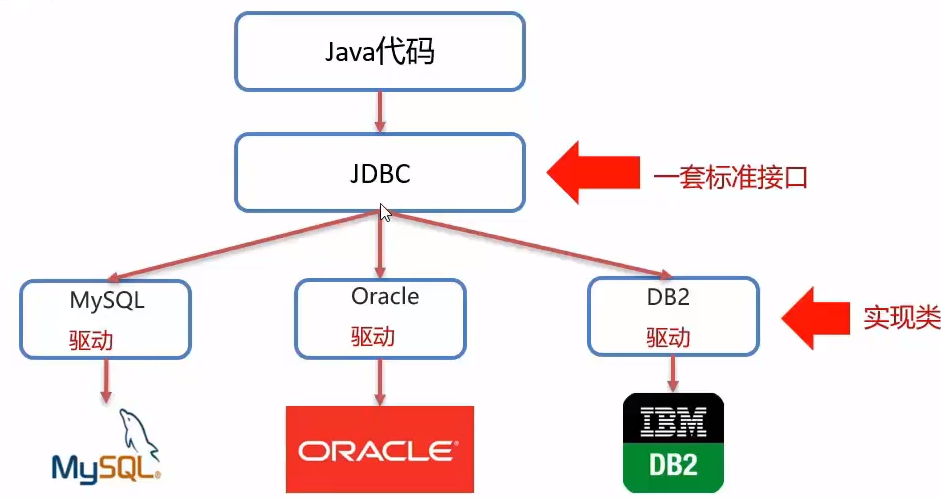 Java代码
JDBC
一套标准接口
MySQL
驱动
Oracle
驱动
DB2
驱动
实现类
MySQL®
ORACLE®
IBM
DB2